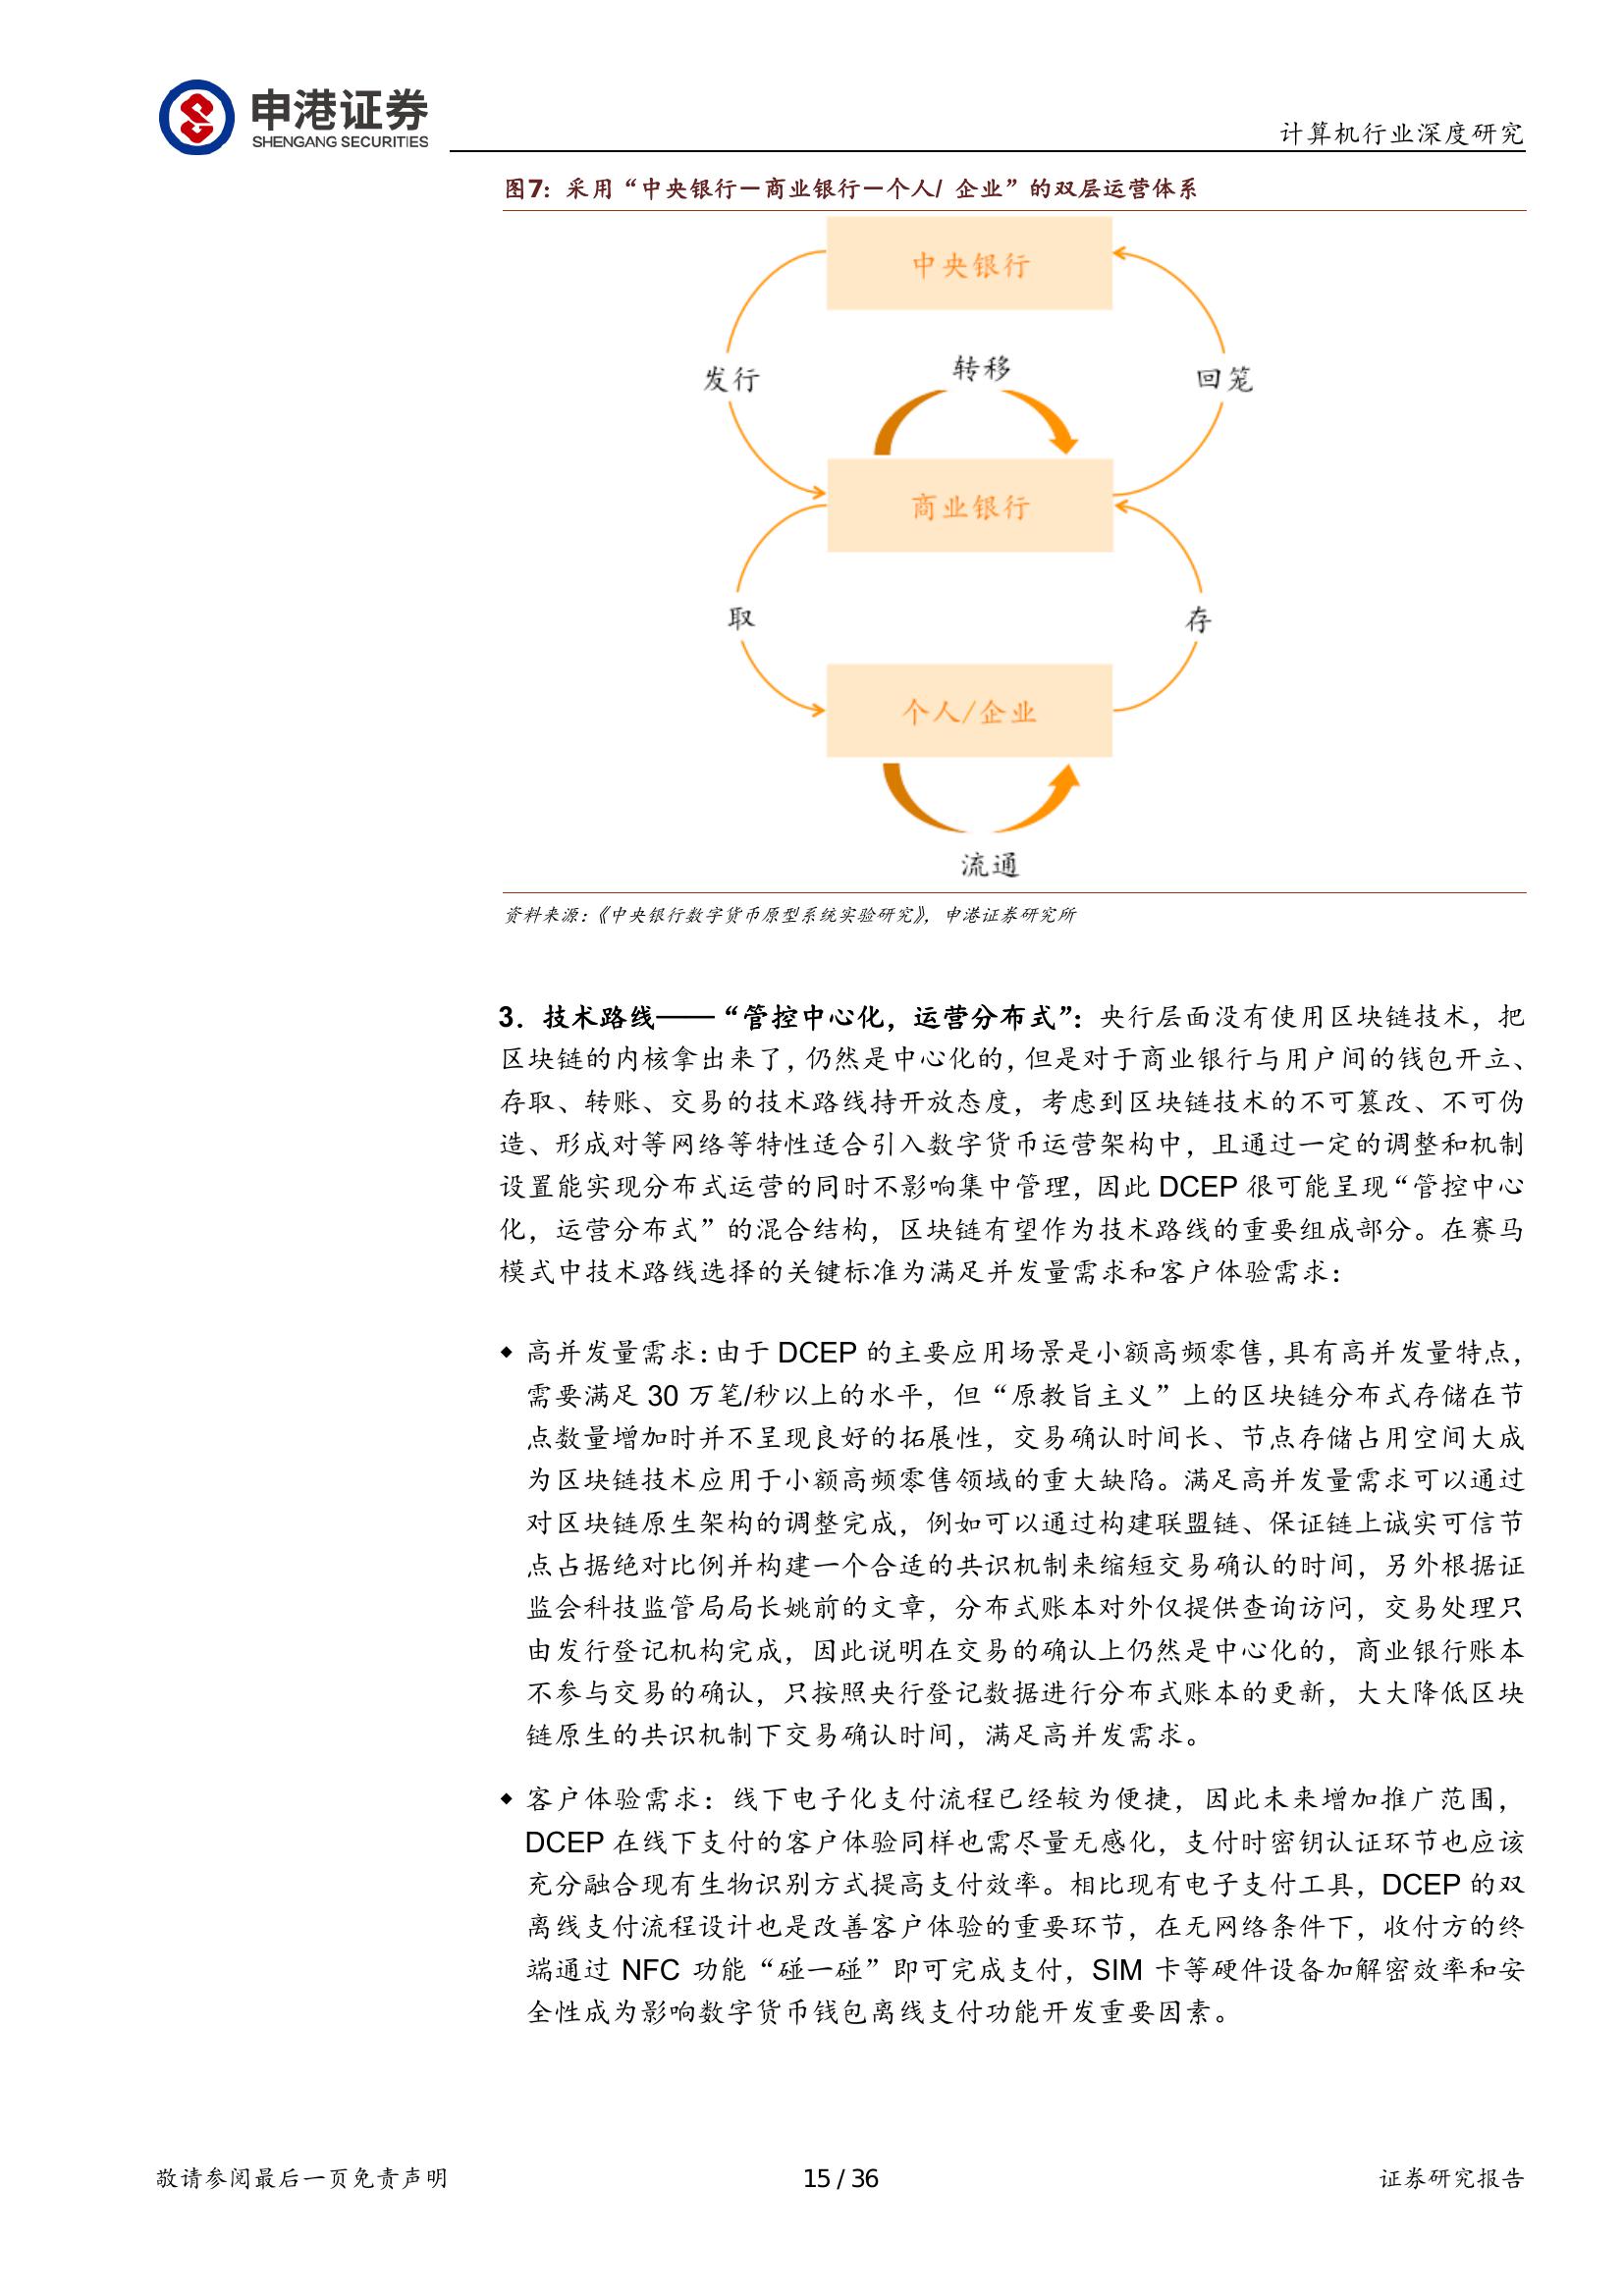 申港证券
SHENGANG SECURITIES
计算机行业深度研究
图7：采用“中央银行—商业银行—个人/ 企业”的双层运营体系
中央银行
发行
转移
回笼
商业银行
取
存
个人/企业
流通
资料来源：《中央银行数字货币原型系统实验研究》，申港证券研究所
3．技术路线——“管控中心化，运营分布式”：央行层面没有使用区块链技术，把
区块链的内核拿出来了，仍然是中心化的，但是对于商业银行与用户间的钱包开立、
存取、转账、交易的技术路线持开放态度，考虑到区块链技术的不可篡改、不可伪
造、形成对等网络等特性适合引入数字货币运营架构中，且通过一定的调整和机制
设置能实现分布式运营的同时不影响集中管理，因此 DCEP 很可能呈现“管控中心
化，运营分布式”的混合结构，区块链有望作为技术路线的重要组成部分。在赛马
模式中技术路线选择的关键标准为满足并发量需求和客户体验需求：
◆ 高并发量需求：由于 DCEP 的主要应用场景是小额高频零售，具有高并发量特点，
需要满足 30 万笔/秒以上的水平，但“原教旨主义”上的区块链分布式存储在节
点数量增加时并不呈现良好的拓展性，交易确认时间长、节点存储占用空间大成
为区块链技术应用于小额高频零售领域的重大缺陷。满足高并发量需求可以通过
对区块链原生架构的调整完成，例如可以通过构建联盟链、保证链上诚实可信节
点占据绝对比例并构建一个合适的共识机制来缩短交易确认的时间，另外根据证
监会科技监管局局长姚前的文章，分布式账本对外仅提供查询访问，交易处理只
由发行登记机构完成，因此说明在交易的确认上仍然是中心化的，商业银行账本
不参与交易的确认，只按照央行登记数据进行分布式账本的更新，大大降低区块
链原生的共识机制下交易确认时间，满足高并发需求。
◆ 客户体验需求：线下电子化支付流程已经较为便捷，因此未来增加推广范围，
DCEP 在线下支付的客户体验同样也需尽量无感化，支付时密钥认证环节也应该
充分融合现有生物识别方式提高支付效率。相比现有电子支付工具，DCEP 的双
离线支付流程设计也是改善客户体验的重要环节，在无网络条件下，收付方的终
端通过 NFC 功能“碰一碰”即可完成支付，SIM 卡等硬件设备加解密效率和安
全性成为影响数字货币钱包离线支付功能开发重要因素。
敬请参阅最后一页免责声明
15 / 36
证券研究报告